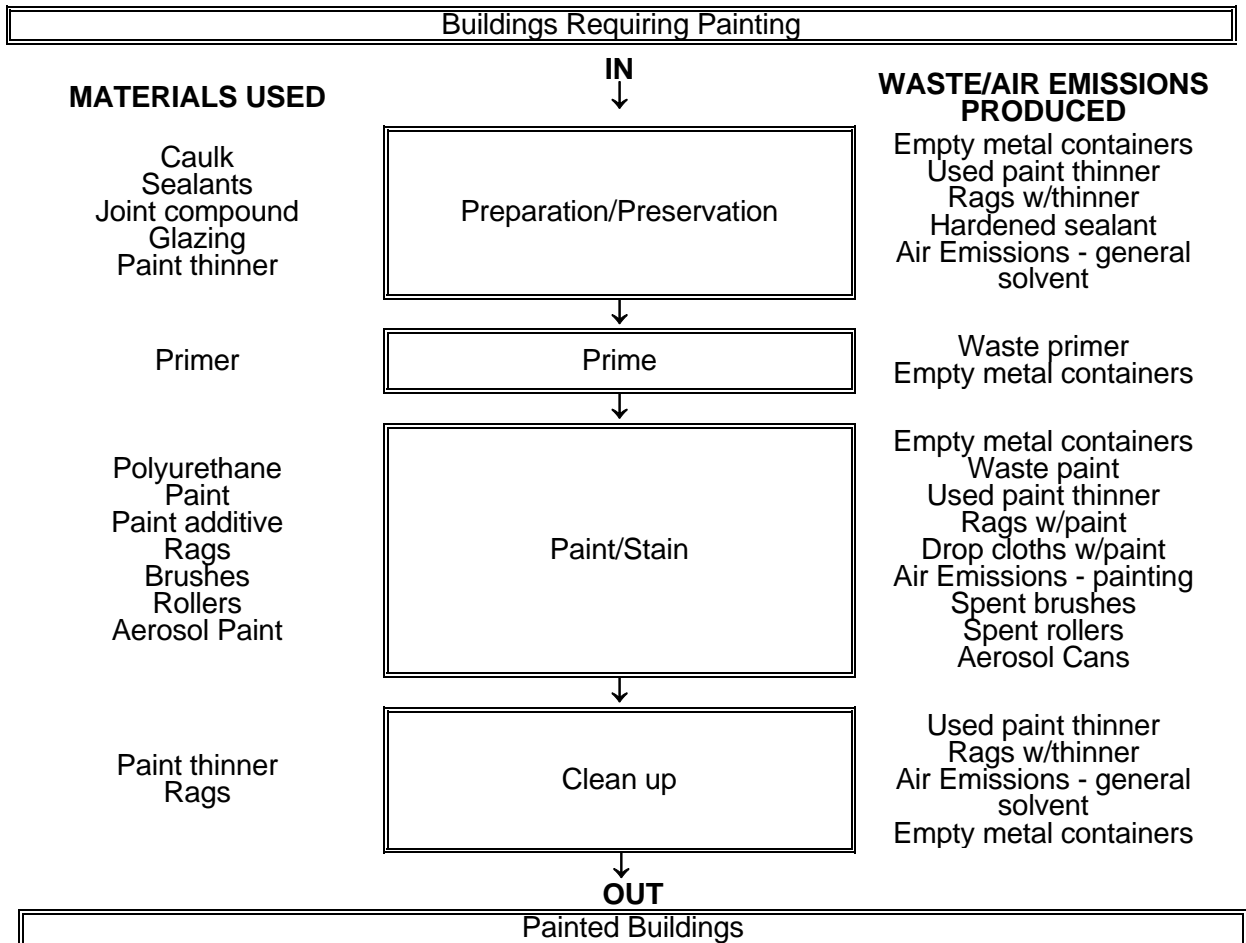 Buildings Requiring Painting
IN
↓
MATERIALS USED
WASTE/AIR EMISSIONS
PRODUCED
Caulk
Sealants
Joint compound
Glazing
Paint thinner
Preparation/Preservation
Empty metal containers
Used paint thinner
Rags w/thinner
Hardened sealant
Air Emissions - general
solvent
↓
Primer
Prime
Waste primer
Empty metal containers
↓
Polyurethane
Paint
Paint additive
Rags
Brushes
Rollers
Aerosol Paint
Paint/Stain
Empty metal containers
Waste paint
Used paint thinner
Rags w/paint
Drop cloths w/paint
Air Emissions - painting
Spent brushes
Spent rollers
Aerosol Cans
↓
Paint thinner
Rags
Clean up
Used paint thinner
Rags w/thinner
Air Emissions - general
solvent
Empty metal containers
↓
OUT
Painted Buildings